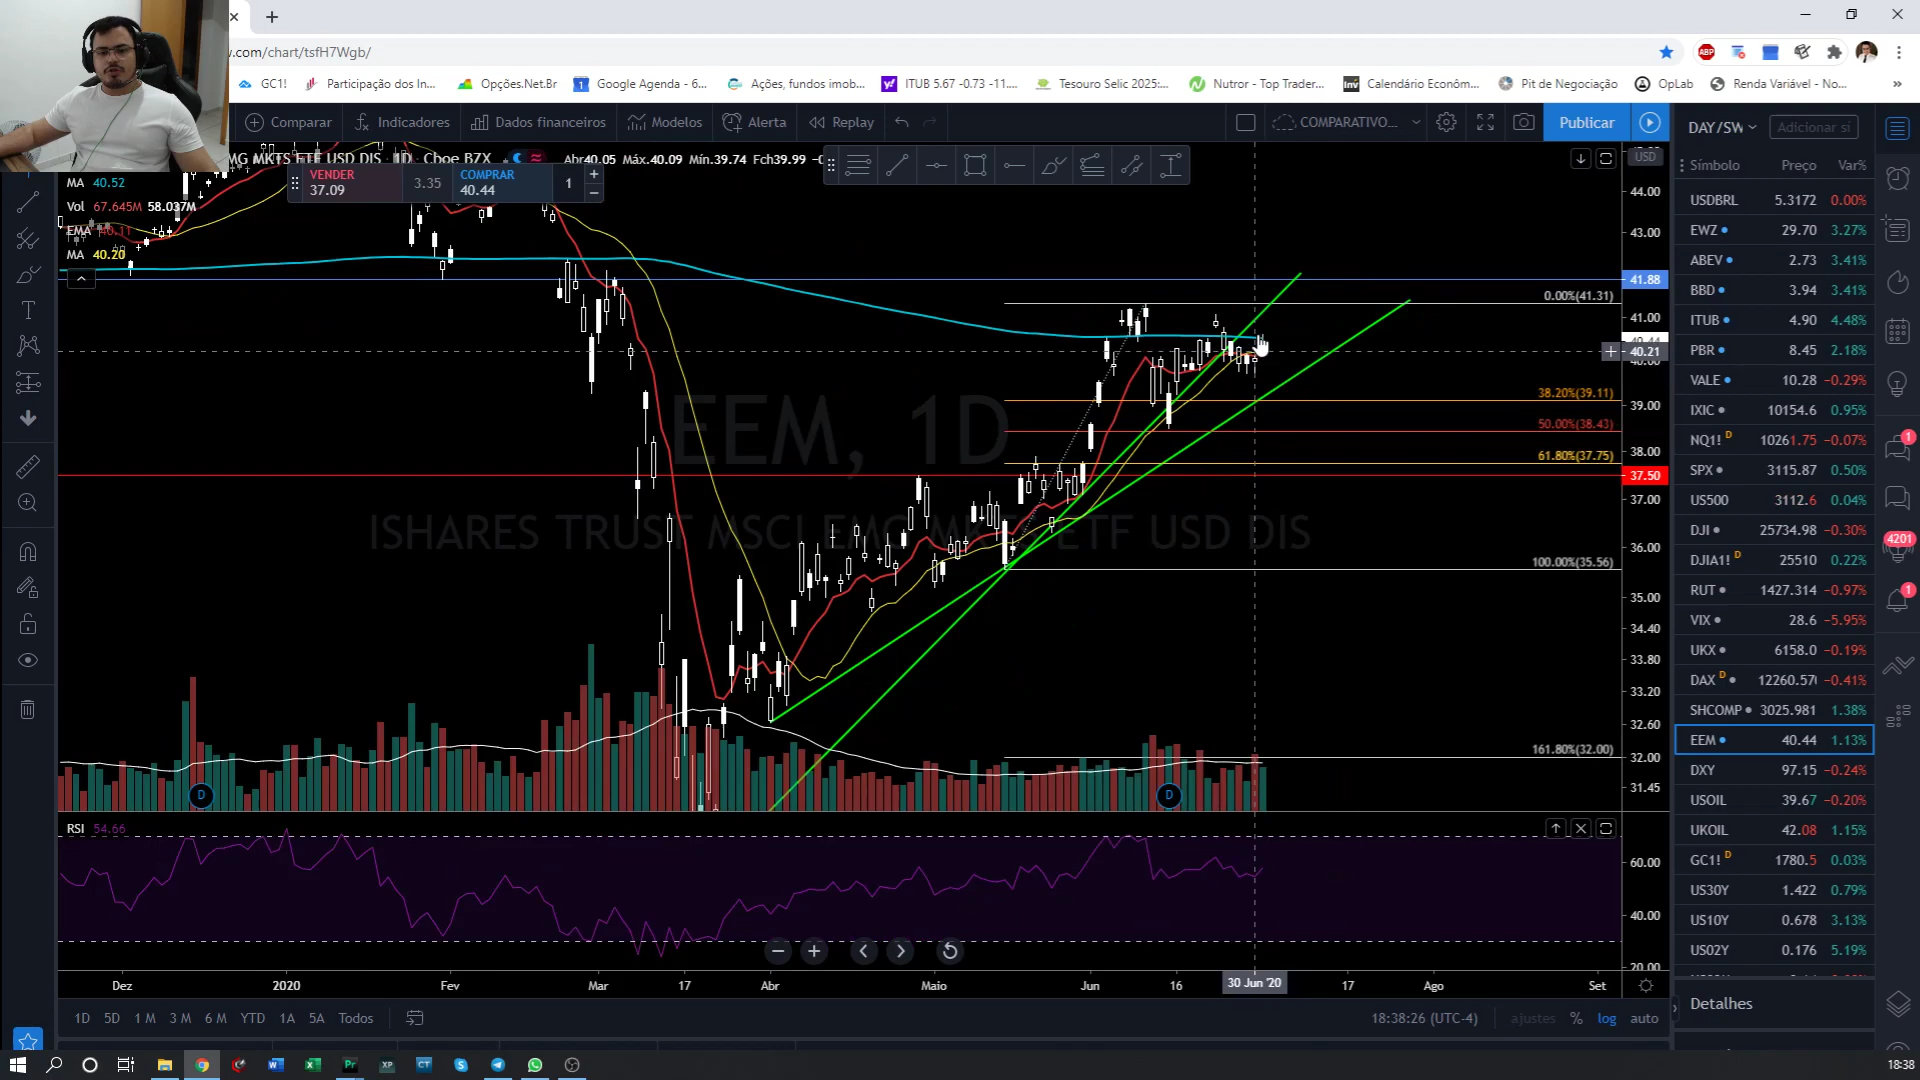 w.com/chart/tsfH7Wgb/
ABP
GC1! Participação dos In... Opções.Net.Br Google Agenda - 6... Ações, fundos imob... ITUB 5.67 -0.73 -11.... Tesouro Selic 2025:... Nutror - Top Trader... Calendário Econôm... Pit de Negociação OpLab Renda Variável - No... »
Comparar Indicadores Dados financeiros Modelos Alerta Replay COMPARATIVO... Publicar DAY/SW Adicionar sí
MG MKTS ETF USD DIS · 1D · Cboe BZX Abr40.05 Máx.40.09 Mín.39.74 Fch39.99 USD
Símbolo Preço Var%
MA 40.52
VENDER 37.09 3.35 COMPRAR 40.44 1
Vol 67.645M 58.037M
EMA 40.11
MA 40.20
44.00
43.00
41.88
0.00%(41.31)
41.00
40.44
40.21
40.00
38.20%(39.11)
39.00
50.00%(38.43)
38.00
61.80%(37.75)
37.50
37.00
36.00
100.00%(35.56)
35.00
34.40
33.80
33.20
32.60
161.80%(32.00)
32.00
31.45
EEM, 1D
ISHARES TRUST MSCI EMG MKTS ETF USD DIS
D D
RSI 54.66
60.00
40.00
20.00
Dez 2020 Fev Mar 17 Abr Maio Jun 16 30 Jun '20 17 Ago Set
1D 5D 1 M 3 M 6 M YTD 1A 5A Todos 18:38:26 (UTC-4) ajustes % log auto
USDBRL 5.3172 0.00%
EWZ 29.70 3.27%
ABEV 2.73 3.41%
BBD 3.94 3.41%
ITUB 4.90 4.48%
PBR 8.45 2.18%
VALE 10.28 −0.29%
IXIC 10154.6 0.95%
NQ1! D 10261.75 −0.07%
SPX 3115.87 0.50%
US500 3112.6 0.04%
DJI 25734.98 −0.30%
DJIA1! D 25510 0.22%
RUT 1427.314 −0.97%
VIX 28.6 −5.95%
UKX 6158.0 −0.19%
DAX D 12260.57 −0.41%
SHCOMP 3025.981 1.38%
EEM 40.44 1.13%
DXY 97.15 −0.24%
USOIL 39.67 −0.20%
UKOIL 42.08 1.15%
GC1! D 1780.5 0.03%
US30Y 1.422 0.79%
US10Y 0.678 3.13%
US02Y 0.176 5.19%
Detalhes
1
4201
1
18:38